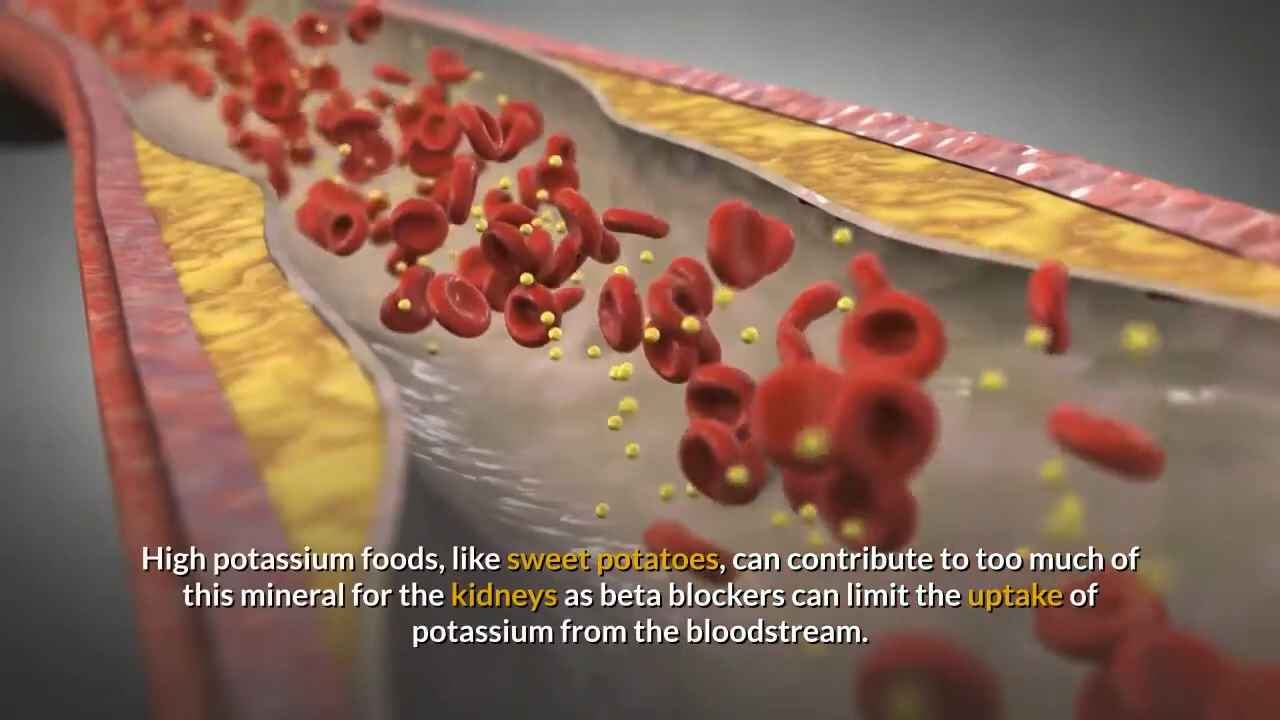 High potassium foods, like sweet potatoes, can contribute to too much of
this mineral for the kidneys as beta blockers can limit the uptake of
potassium from the bloodstream.